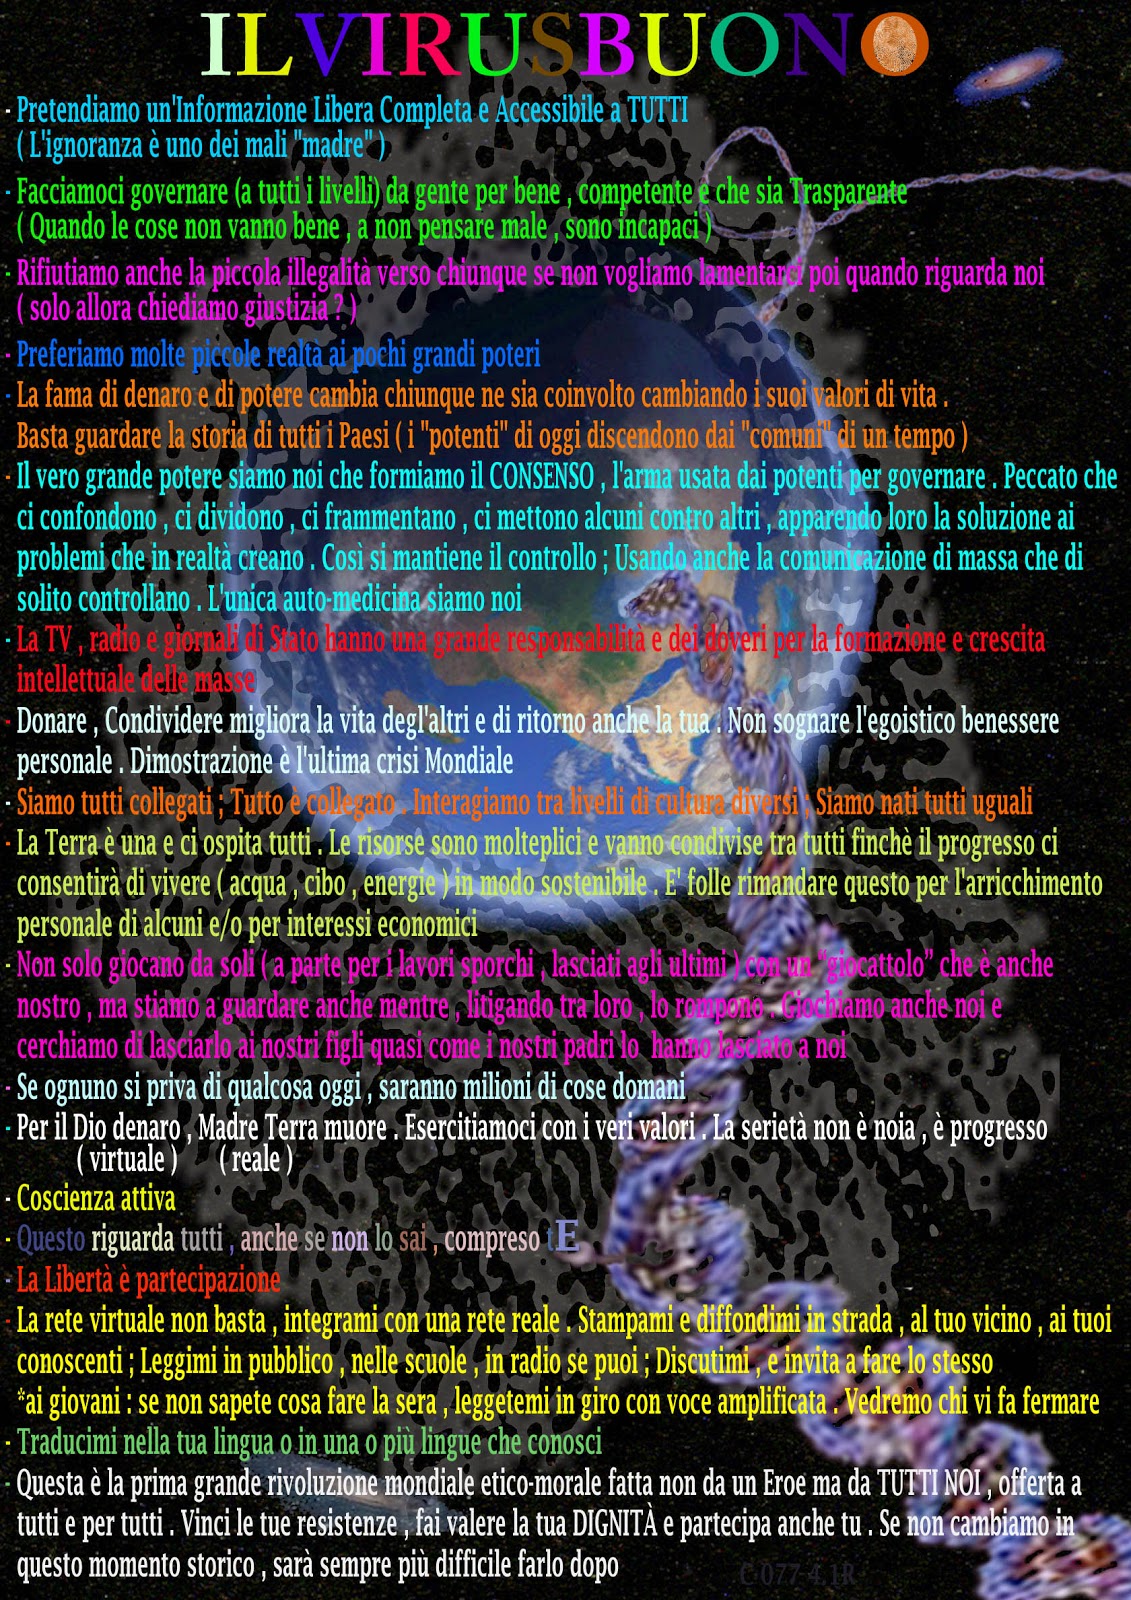 ILVIRUSBUONO
- Pretendiamo un'Informazione Libera Completa e Accessibile a TUTTI
( L'ignoranza è uno dei mali "madre" )
- Facciamoci governare (a tutti i livelli) da gente per bene , competente e che sia Trasparente
( Quando le cose non vanno bene , a non pensare male , sono incapaci )
- Rifiutiamo anche la piccola illegalità verso chiunque se non vogliamo lamentarci poi quando riguarda noi
( solo allora chiediamo giustizia ? )
- Preferiamo molte piccole realtà ai pochi grandi poteri
- La fama di denaro e di potere cambia chiunque ne sia coinvolto cambiando i suoi valori di vita .
Basta guardare la storia di tutti i Paesi ( i "potenti" di oggi discendono dai "comuni" di un tempo )
- Il vero grande potere siamo noi che formiamo il CONSENSO , l'arma usata dai potenti per governare . Peccato che
ci confondono , ci dividono , ci frammentano , ci mettono alcuni contro altri , apparendo loro la soluzione ai
problemi che in realtà creano . Così si mantiene il controllo ; Usando anche la comunicazione di massa che di
solito controllano . L'unica auto-medicina siamo noi
- La TV , radio e giornali di Stato hanno una grande responsabilità e dei doveri per la formazione e crescita
intellettuale delle masse
- Donare , Condividere migliora la vita degl'altri e di ritorno anche la tua . Non sognare l'egoistico benessere
personale . Dimostrazione è l'ultima crisi Mondiale
- Siamo tutti collegati ; Tutto è collegato . Interagiamo tra livelli di cultura diversi ; Siamo nati tutti uguali
- La Terra è una e ci ospita tutti . Le risorse sono molteplici e vanno condivise tra tutti finchè il progresso ci
consentirà di vivere ( acqua , cibo , energie ) in modo sostenibile . E' folle rimandare questo per l'arricchimento
personale di alcuni e/o per interessi economici
- Non solo giocano da soli ( a parte per i lavori sporchi , lasciati agli ultimi ) con un “giocattolo” che è anche
nostro , ma stiamo a guardare anche mentre , litigando tra loro , lo rompono . Giochiamo anche noi e
cerchiamo di lasciarlo ai nostri figli quasi come i nostri padri lo hanno lasciato a noi
- Se ognuno si priva di qualcosa oggi , saranno milioni di cose domani
- Per il Dio denaro , Madre Terra muore . Esercitiamoci con i veri valori . La serietà non è noia , è progresso
( virtuale ) ( reale )
- Coscienza attiva
- Questo riguarda tutti , anche se non lo sai , compreso tE
- La Libertà è partecipazione
- La rete virtuale non basta , integrami con una rete reale . Stampami e diffondimi in strada , al tuo vicino , ai tuoi
conoscenti ; Leggimi in pubblico , nelle scuole , in radio se puoi ; Discutimi , e invita a fare lo stesso
*ai giovani : se non sapete cosa fare la sera , leggetemi in giro con voce amplificata . Vedremo chi vi fa fermare
- Traducimi nella tua lingua o in una o più lingue che conosci
- Questa è la prima grande rivoluzione mondiale etico-morale fatta non da un Eroe ma da TUTTI NOI , offerta a
tutti e per tutti . Vinci le tue resistenze , fai valere la tua DIGNITÀ e partecipa anche tu . Se non cambiamo in
questo momento storico , sarà sempre più difficile farlo dopo
C-077-4.1R